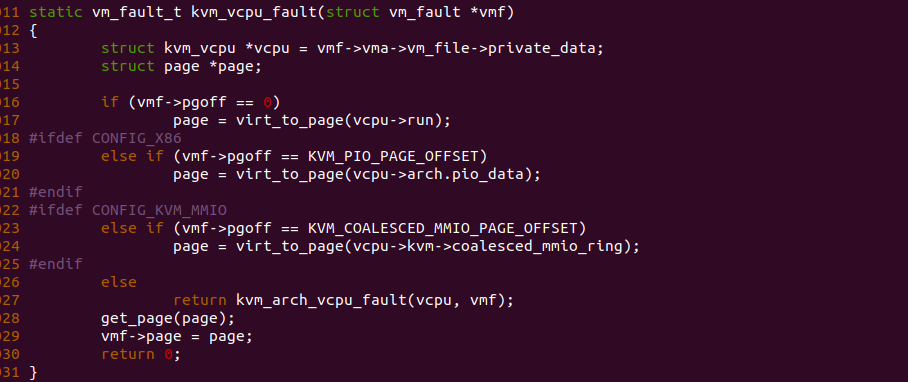 011 static vm_fault_t kvm_vcpu_fault(struct vm_fault *vmf)
012 {
013         struct kvm_vcpu *vcpu = vmf->vma->vm_file->private_data;
014         struct page *page;
015
016         if (vmf->pgoff == 0)
017                 page = virt_to_page(vcpu->run);
018 #ifdef CONFIG_X86
019         else if (vmf->pgoff == KVM_PIO_PAGE_OFFSET)
020                 page = virt_to_page(vcpu->arch.pio_data);
021 #endif
022 #ifdef CONFIG_KVM_MMIO
023         else if (vmf->pgoff == KVM_COALESCED_MMIO_PAGE_OFFSET)
024                 page = virt_to_page(vcpu->kvm->coalesced_mmio_ring);
025 #endif
026         else
027                 return kvm_arch_vcpu_fault(vcpu, vmf);
028         get_page(page);
029         vmf->page = page;
030         return 0;
031 }